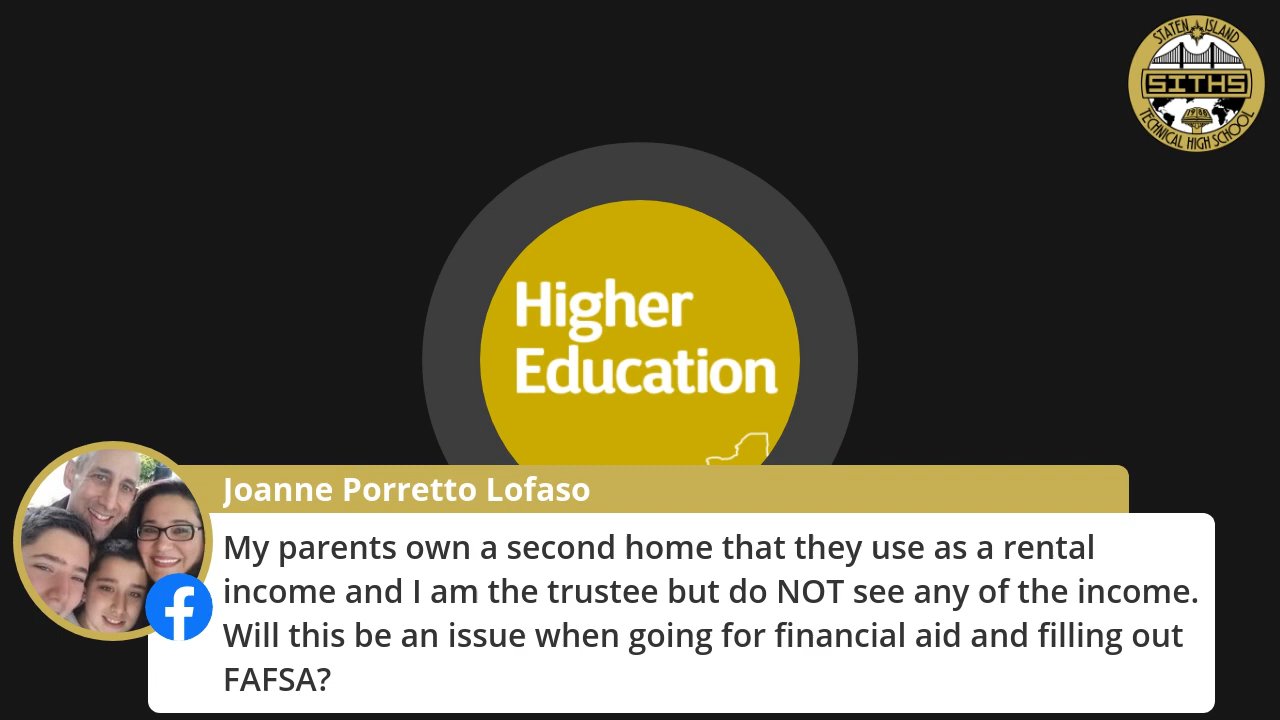 STATEN ISLAND
SITHS
TECHNICAL HIGH SCHOOL
Higher
Education
Joanne Porretto Lofaso
My parents own a second home that they use as a rental
income and I am the trustee but do NOT see any of the income.
Will this be an issue when going for financial aid and filling out
FAFSA?